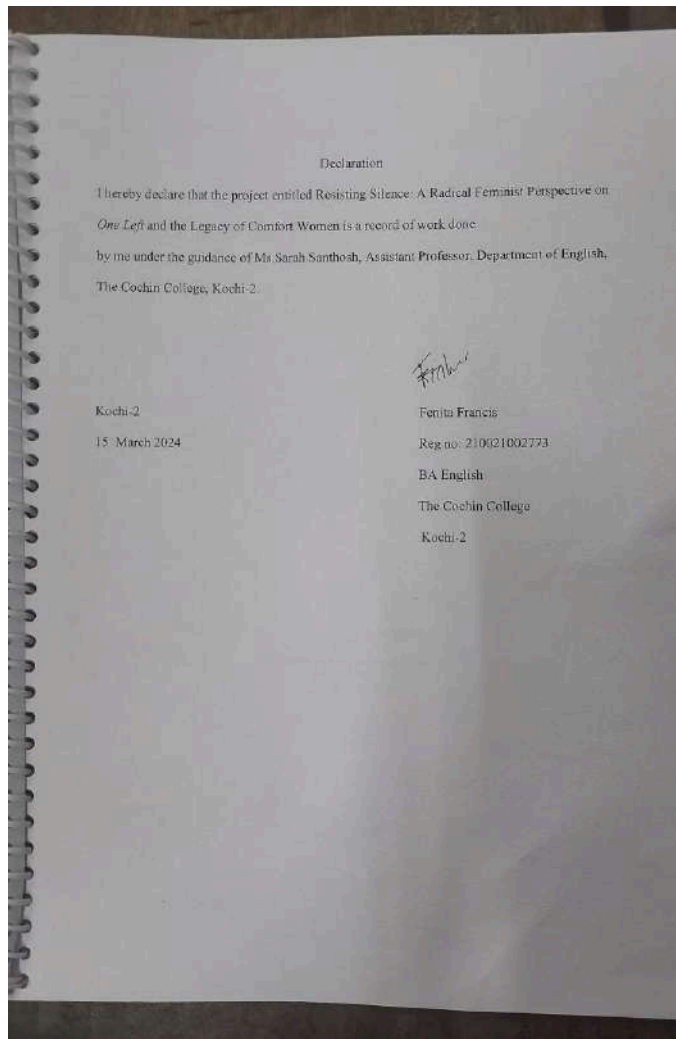 Declaration
I hereby declare that the project entitled Resisting Silence: A Radical Feminist Perspective on
One Left and the Legacy of Comfort Women is a record of work done
by me under the guidance of Ms Sarah Santhosh, Assistant Professor, Department of English,
The Cochin College, Kochi-2.
Kochi-2
15 March 2024
Fenita Francis
Reg no: 210021002773
BA English
The Cochin College
Kochi-2